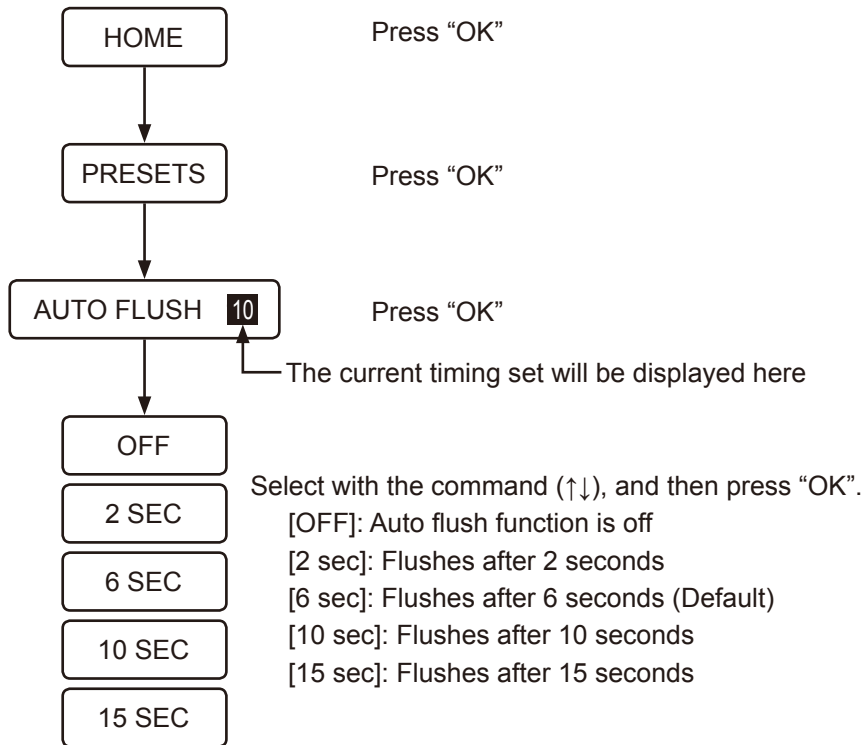 HOME Press “OK”
PRESETS Press “OK”
AUTO FLUSH 10 Press “OK”
The current timing set will be displayed here
OFF
2 SEC
6 SEC
10 SEC
15 SEC
Select with the command (↑↓), and then press “OK”.
[OFF]: Auto flush function is off
[2 sec]: Flushes after 2 seconds
[6 sec]: Flushes after 6 seconds (Default)
[10 sec]: Flushes after 10 seconds
[15 sec]: Flushes after 15 seconds